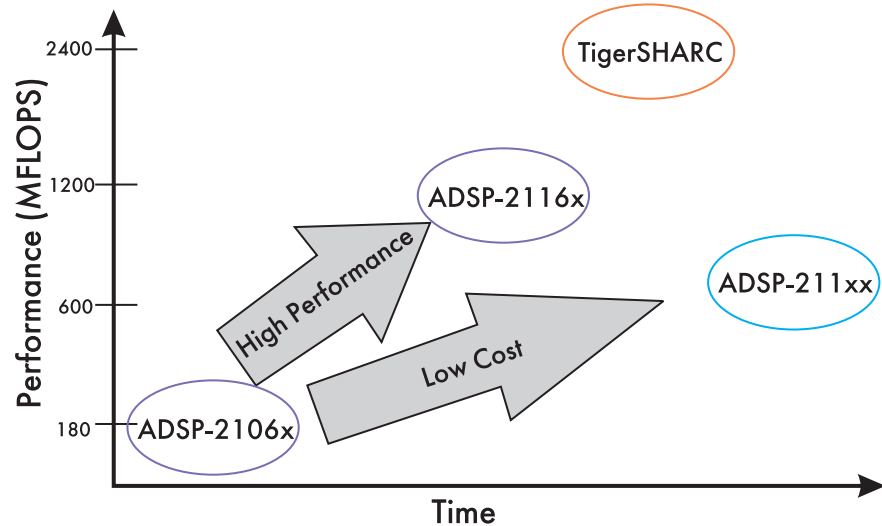 Performance (MFLOPS)
2400
1200
600
180
TigerSHARC
ADSP-2116x
ADSP-211xx
ADSP-2106x
High Performance
Low Cost
Time